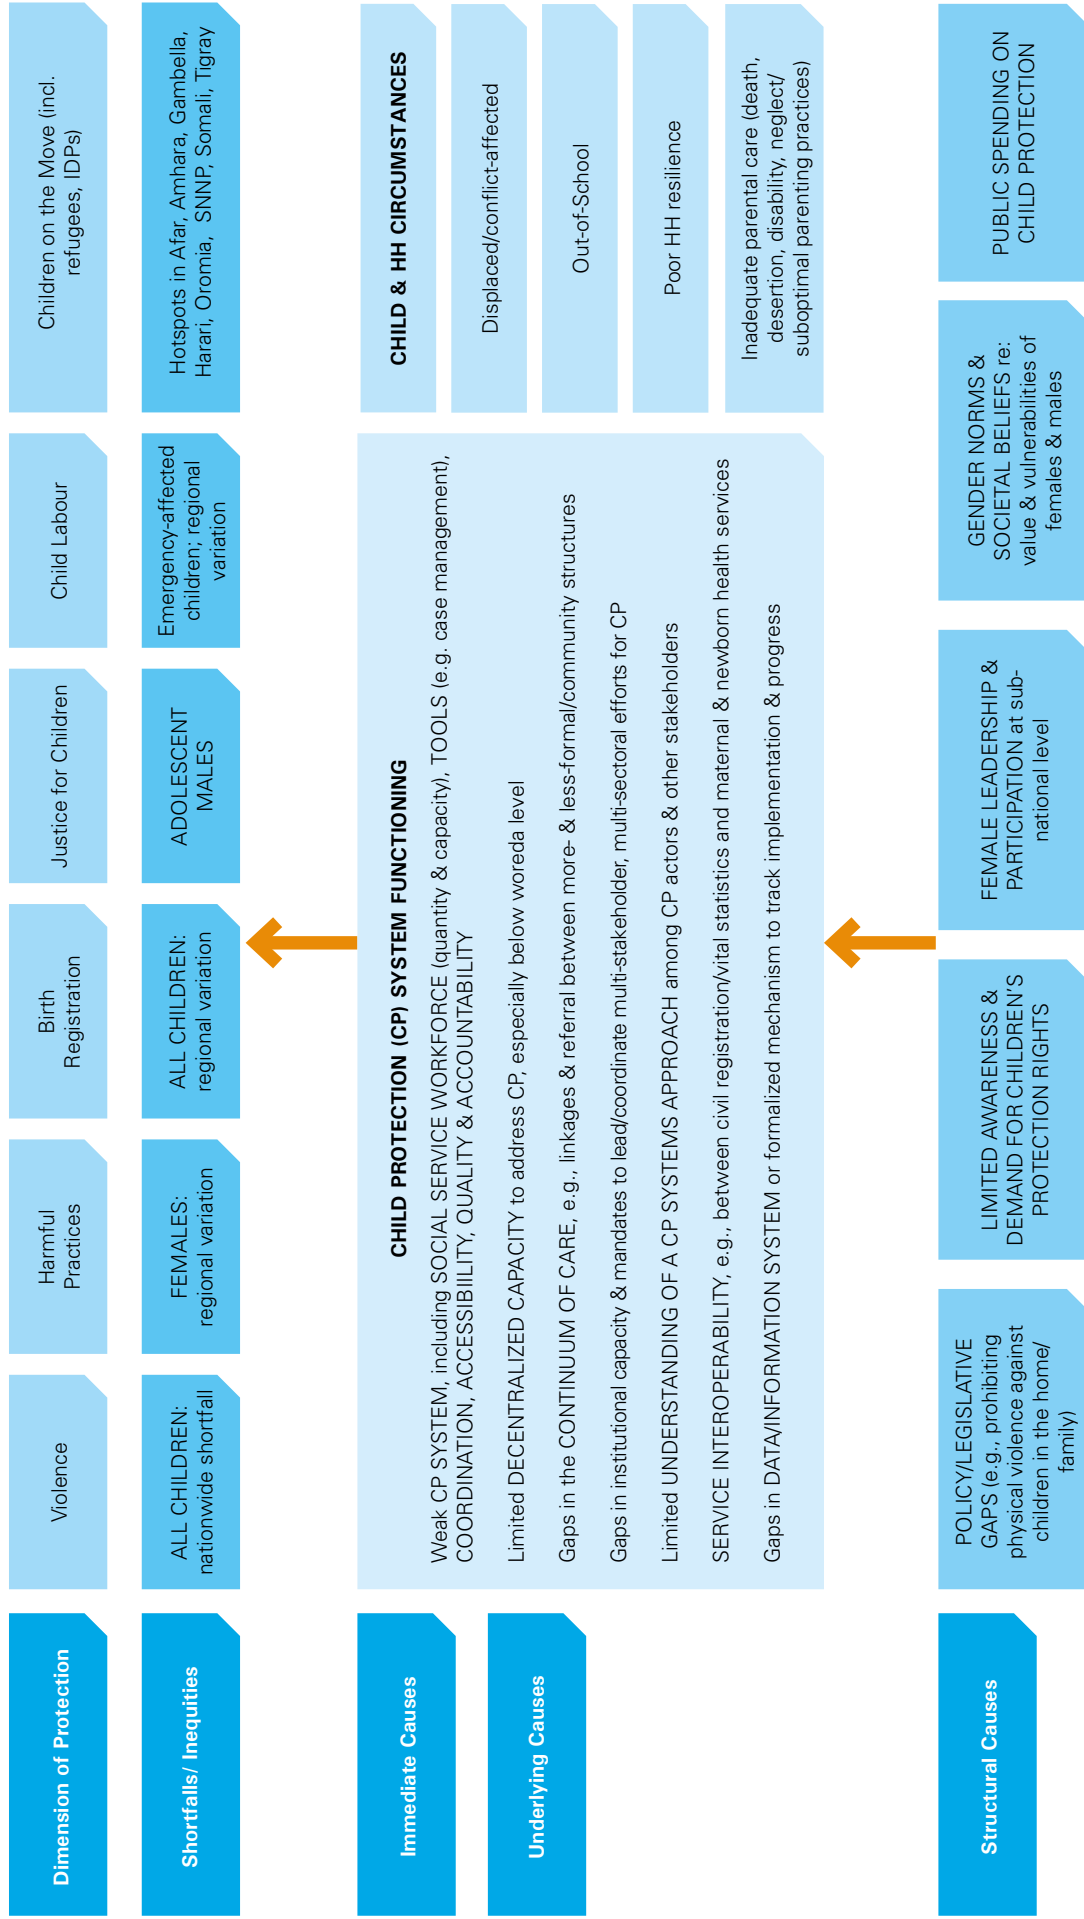 Dimension of Protection
Violence
Harmful
Practices
Birth
Registration
Justice for Children
Child Labour
Children on the Move (incl.
refugees, IDPs)
Shortfalls/ Inequities
ALL CHILDREN:
nationwide shortfall
FEMALES:
regional variation
ALL CHILDREN:
regional variation
ADOLESCENT
MALES
Emergency-affected
children; regional
variation
Hotspots in Afar, Amhara, Gambella,
Harari, Oromia, SNNP, Somali, Tigray
Immediate Causes
Underlying Causes
CHILD PROTECTION (CP) SYSTEM FUNCTIONING
Weak CP SYSTEM, including SOCIAL SERVICE WORKFORCE (quantity & capacity), TOOLS (e.g. case management),
COORDINATION, ACCESSIBILITY, QUALITY & ACCOUNTABILITY
Limited DECENTRALIZED CAPACITY to address CP, especially below woreda level
Gaps in the CONTINUUM OF CARE, e.g., linkages & referral between more- & less-formal/community structures
Gaps in institutional capacity & mandates to lead/coordinate multi-stakeholder, multi-sectoral efforts for CP
Limited UNDERSTANDING OF A CP SYSTEMS APPROACH among CP actors & other stakeholders
SERVICE INTEROPERABILITY, e.g., between civil registration/vital statistics and maternal & newborn health services
Gaps in DATA/INFORMATION SYSTEM or formalized mechanism to track implementation & progress
CHILD & HH CIRCUMSTANCES
Displaced/conflict-affected
Out-of-School
Poor HH resilience
Inadequate parental care (death,
desertion, disability, neglect/
suboptimal parenting practices)
Structural Causes
POLICY/LEGISLATIVE
GAPS (e.g., prohibiting
physical violence against
children in the home/
family)
LIMITED AWARENESS &
DEMAND FOR CHILDREN'S
PROTECTION RIGHTS
FEMALE LEADERSHIP &
PARTICIPATION at sub-
national level
GENDER NORMS &
SOCIETAL BELIEFS re:
value & vulnerabilities of
females & males
PUBLIC SPENDING ON
CHILD PROTECTION